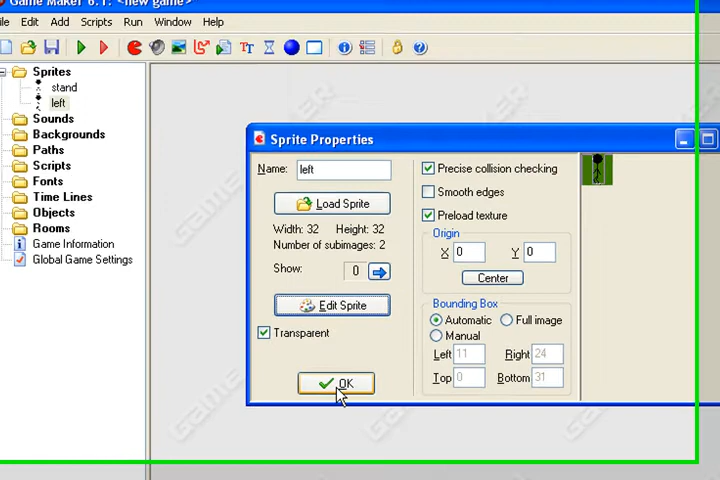 Game Maker 6.1: <new game>
File Edit Add Scripts Run Window Help
Sprites
stand
left
Sounds
Backgrounds
Paths
Scripts
Fonts
Time Lines
Objects
Rooms
Game Information
Global Game Settings
Sprite Properties
Name: left
Load Sprite
Width: 32 Height: 32
Number of subimages: 2
Show: 0
Edit Sprite
Transparent
OK
Precise collision checking
Smooth edges
Preload texture
Origin
X 0 Y 0
Center
Bounding Box
Automatic Full image
Manual
Left 11 Right 24
Top 0 Bottom 31